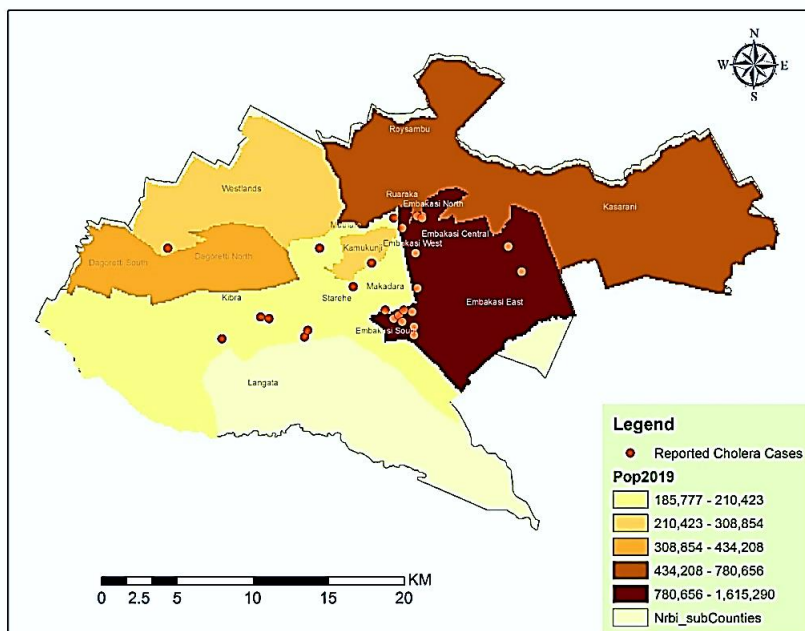 N
W E
S
Roysambu
Westlands
Kasarani
Ruaraka
Embakasi North
Embakasi Central
Kamukunji
Embakasi West
Dagoretti South
Dagoretti North
Kibra
Starehe
Makadara
Embakasi East
Embakasi Sou
Langata
Legend
Reported Cholera Cases
Pop2019
185,777 - 210,423
210,423 - 308,854
308,854 - 434,208
434,208 - 780,656
780,656 - 1,615,290
Nrbi_subCounties
KM
0 2.5 5 10 15 20